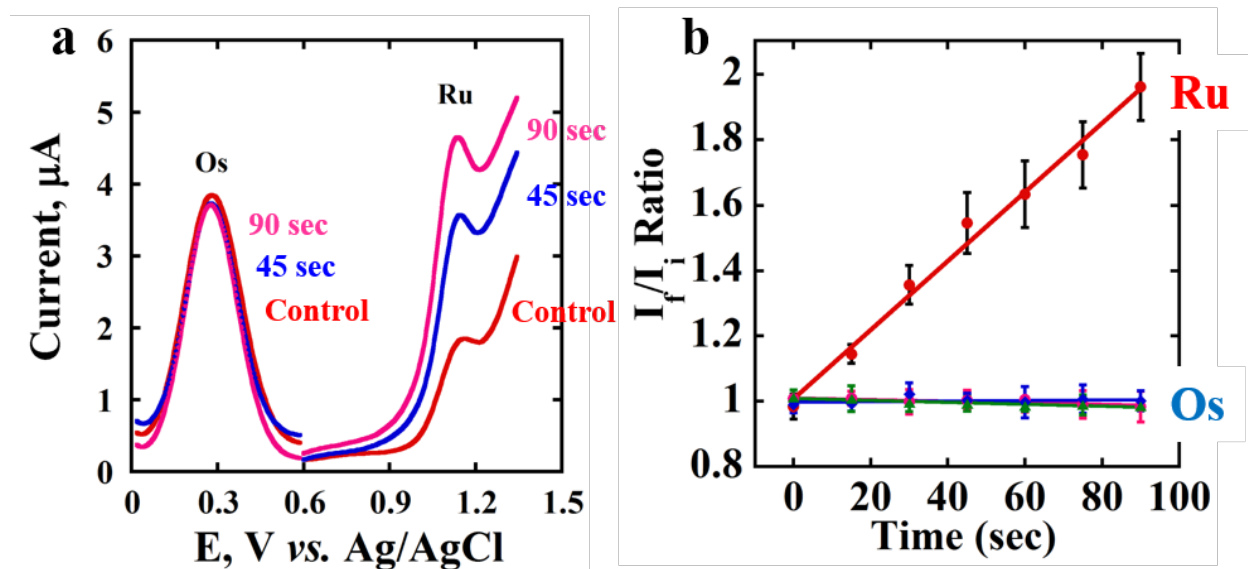 a
Current, μA
6
5
4
3
2
1
0
Os
90 sec
45 sec
Control
Ru
90 sec
45 sec
Control
0 0.3 0.6 0.9 1.2 1.5
E, V vs. Ag/AgCl
b
I_f/I_i Ratio
2
1.8
1.6
1.4
1.2
1
0.8
Ru
Os
0 20 40 60 80 100
Time (sec)